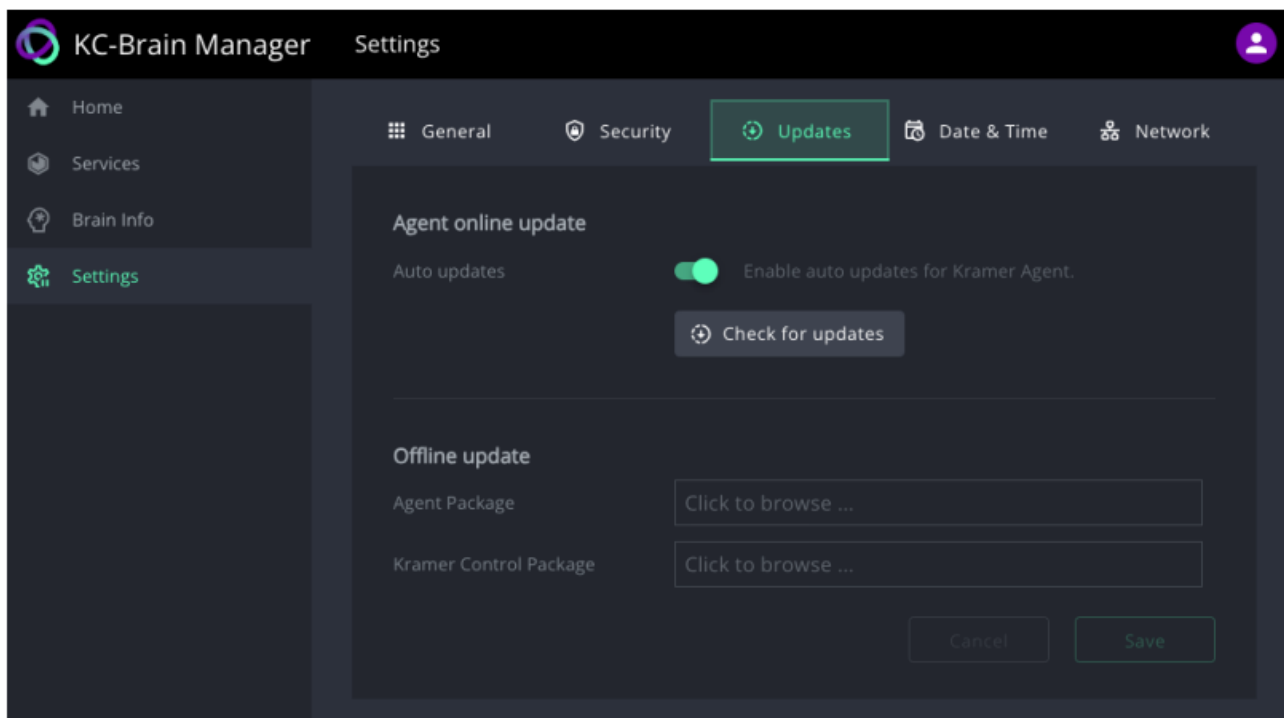 KC-Brain Manager
Settings
Home
Services
Brain Info
Settings
General
Security
Updates
Date & Time
Network
Agent online update
Auto updates
Enable auto updates for Kramer Agent.
Check for updates
Offline update
Agent Package
Click to browse ...
Kramer Control Package
Click to browse ...
Cancel
Save